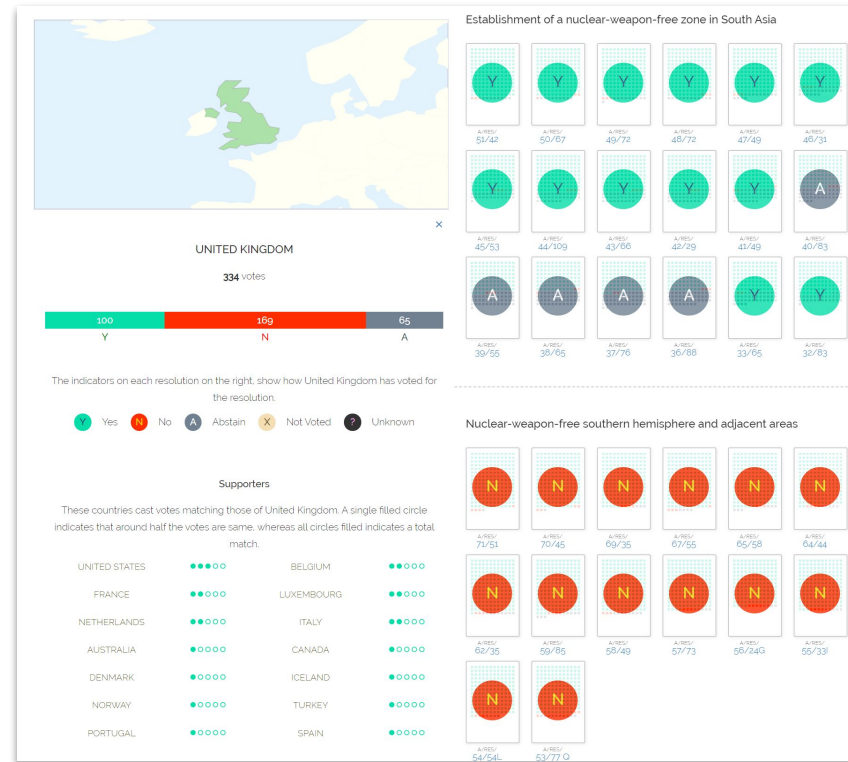 ×
UNITED KINGDOM
334 votes
100 169 65
Y N A
The indicators on each resolution on the right, show how United Kingdom has voted for
the resolution.
Y Yes N No A Abstain X Not Voted ? Unknown
Supporters
These countries cast votes matching those of United Kingdom. A single filled circle
indicates that around half the votes are same, whereas all circles filled indicates a total
match.
UNITED STATES BELGIUM
FRANCE LUXEMBOURG
NETHERLANDS ITALY
AUSTRALIA CANADA
DENMARK ICELAND
NORWAY TURKEY
PORTUGAL SPAIN
Establishment of a nuclear-weapon-free zone in South Asia
Y Y Y Y Y Y
A/RES/ A/RES/ A/RES/ A/RES/ A/RES/ A/RES/
51/42 50/67 49/72 48/72 47/49 46/31
Y Y Y Y Y A
A/RES/ A/RES/ A/RES/ A/RES/ A/RES/ A/RES/
45/53 44/109 43/66 42/29 41/49 40/83
A A A A Y Y
A/RES/ A/RES/ A/RES/ A/RES/ A/RES/ A/RES/
39/55 38/65 37/76 36/88 33/65 32/83
Nuclear-weapon-free southern hemisphere and adjacent areas
N N N N N N
A/RES/ A/RES/ A/RES/ A/RES/ A/RES/ A/RES/
71/51 70/45 69/35 67/55 65/58 64/44
N N N N N N
A/RES/ A/RES/ A/RES/ A/RES/ A/RES/ A/RES/
62/35 59/85 58/49 57/73 56/24G 55/33I
N N
A/RES/ A/RES/
54/54L 53/77 Q